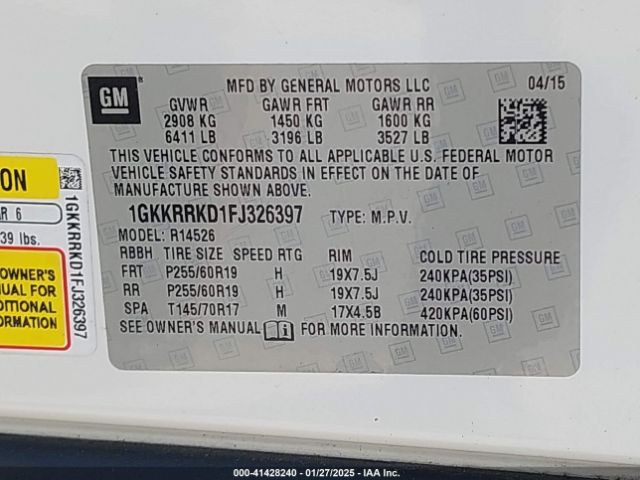 GM
MFD BY GENERAL MOTORS LLC 04/15
GVWR GAWR FRT GAWR RR
2908 KG 1450 KG 1600 KG
6411 LB 3196 LB 3527 LB
THIS VEHICLE CONFORMS TO ALL APPLICABLE U.S. FEDERAL MOTOR
VEHICLE SAFETY STANDARDS IN EFFECT ON THE DATE OF
MANUFACTURE SHOWN ABOVE.
1GKKRRKD1FJ326397 TYPE: M.P.V.
MODEL: R14526
RBBH TIRE SIZE SPEED RTG RIM COLD TIRE PRESSURE
FRT P255/60R19 H 19X7.5J 240KPA(35PSI)
RR P255/60R19 H 19X7.5J 240KPA(35PSI)
SPA T145/70R17 M 17X4.5B 420KPA(60PSI)
SEE OWNER'S MANUAL i FOR MORE INFORMATION.
ON
AR 6
39 lbs.
OWNER'S
NUAL FOR
DITIONAL
ORMATION
1GKKRRKD1FJ326397
000-41428240 - 01/27/2025 - IAA Inc.